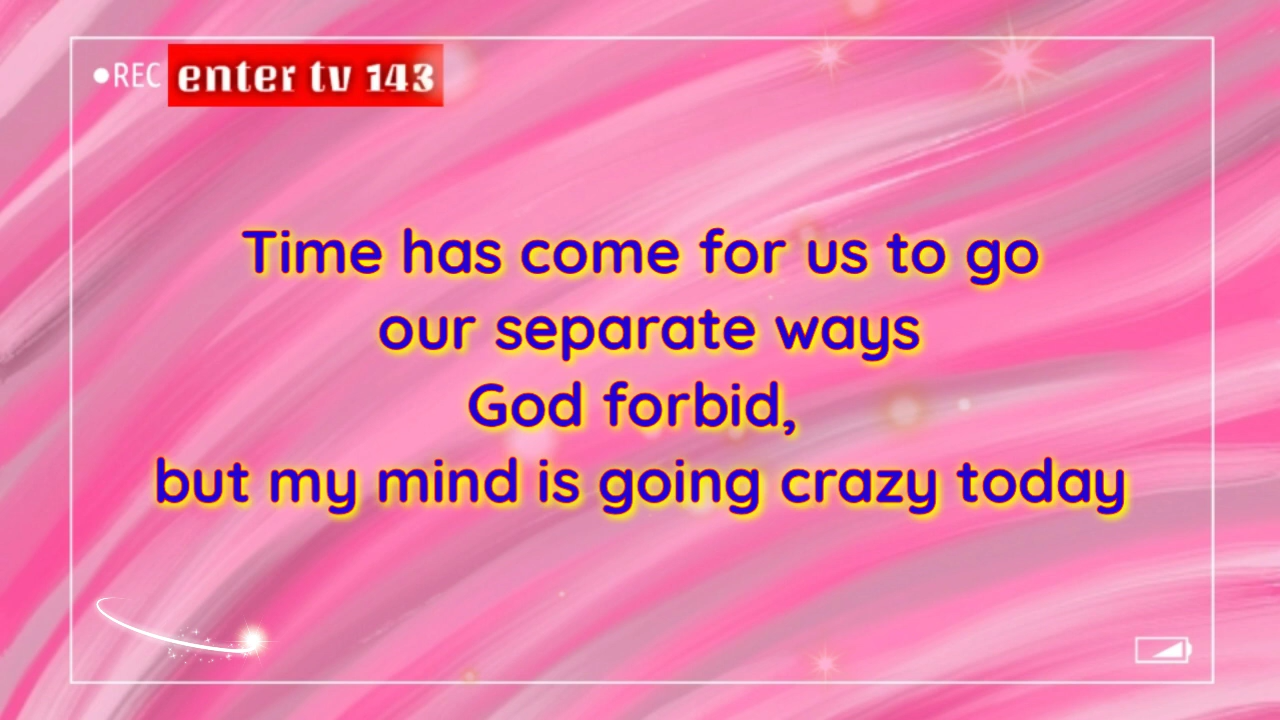 REC enter tv 143
Time has come for us to go
our separate ways
God forbid,
but my mind is going crazy today